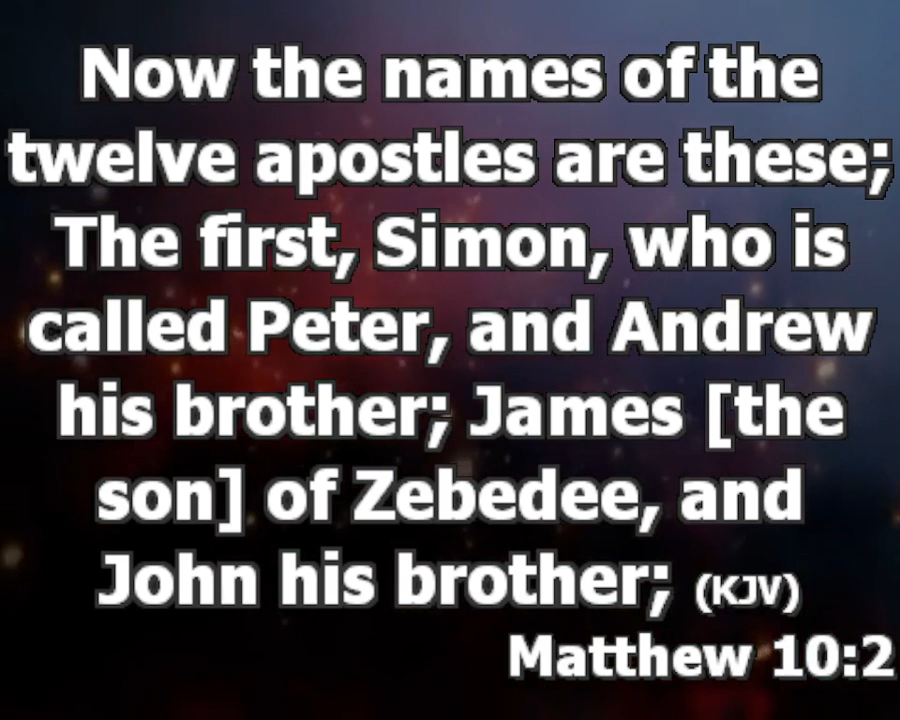 Now the names of the
twelve apostles are these;
The first, Simon, who is
called Peter, and Andrew
his brother; James [the
son] of Zebedee, and
John his brother; (KJV)
Matthew 10:2